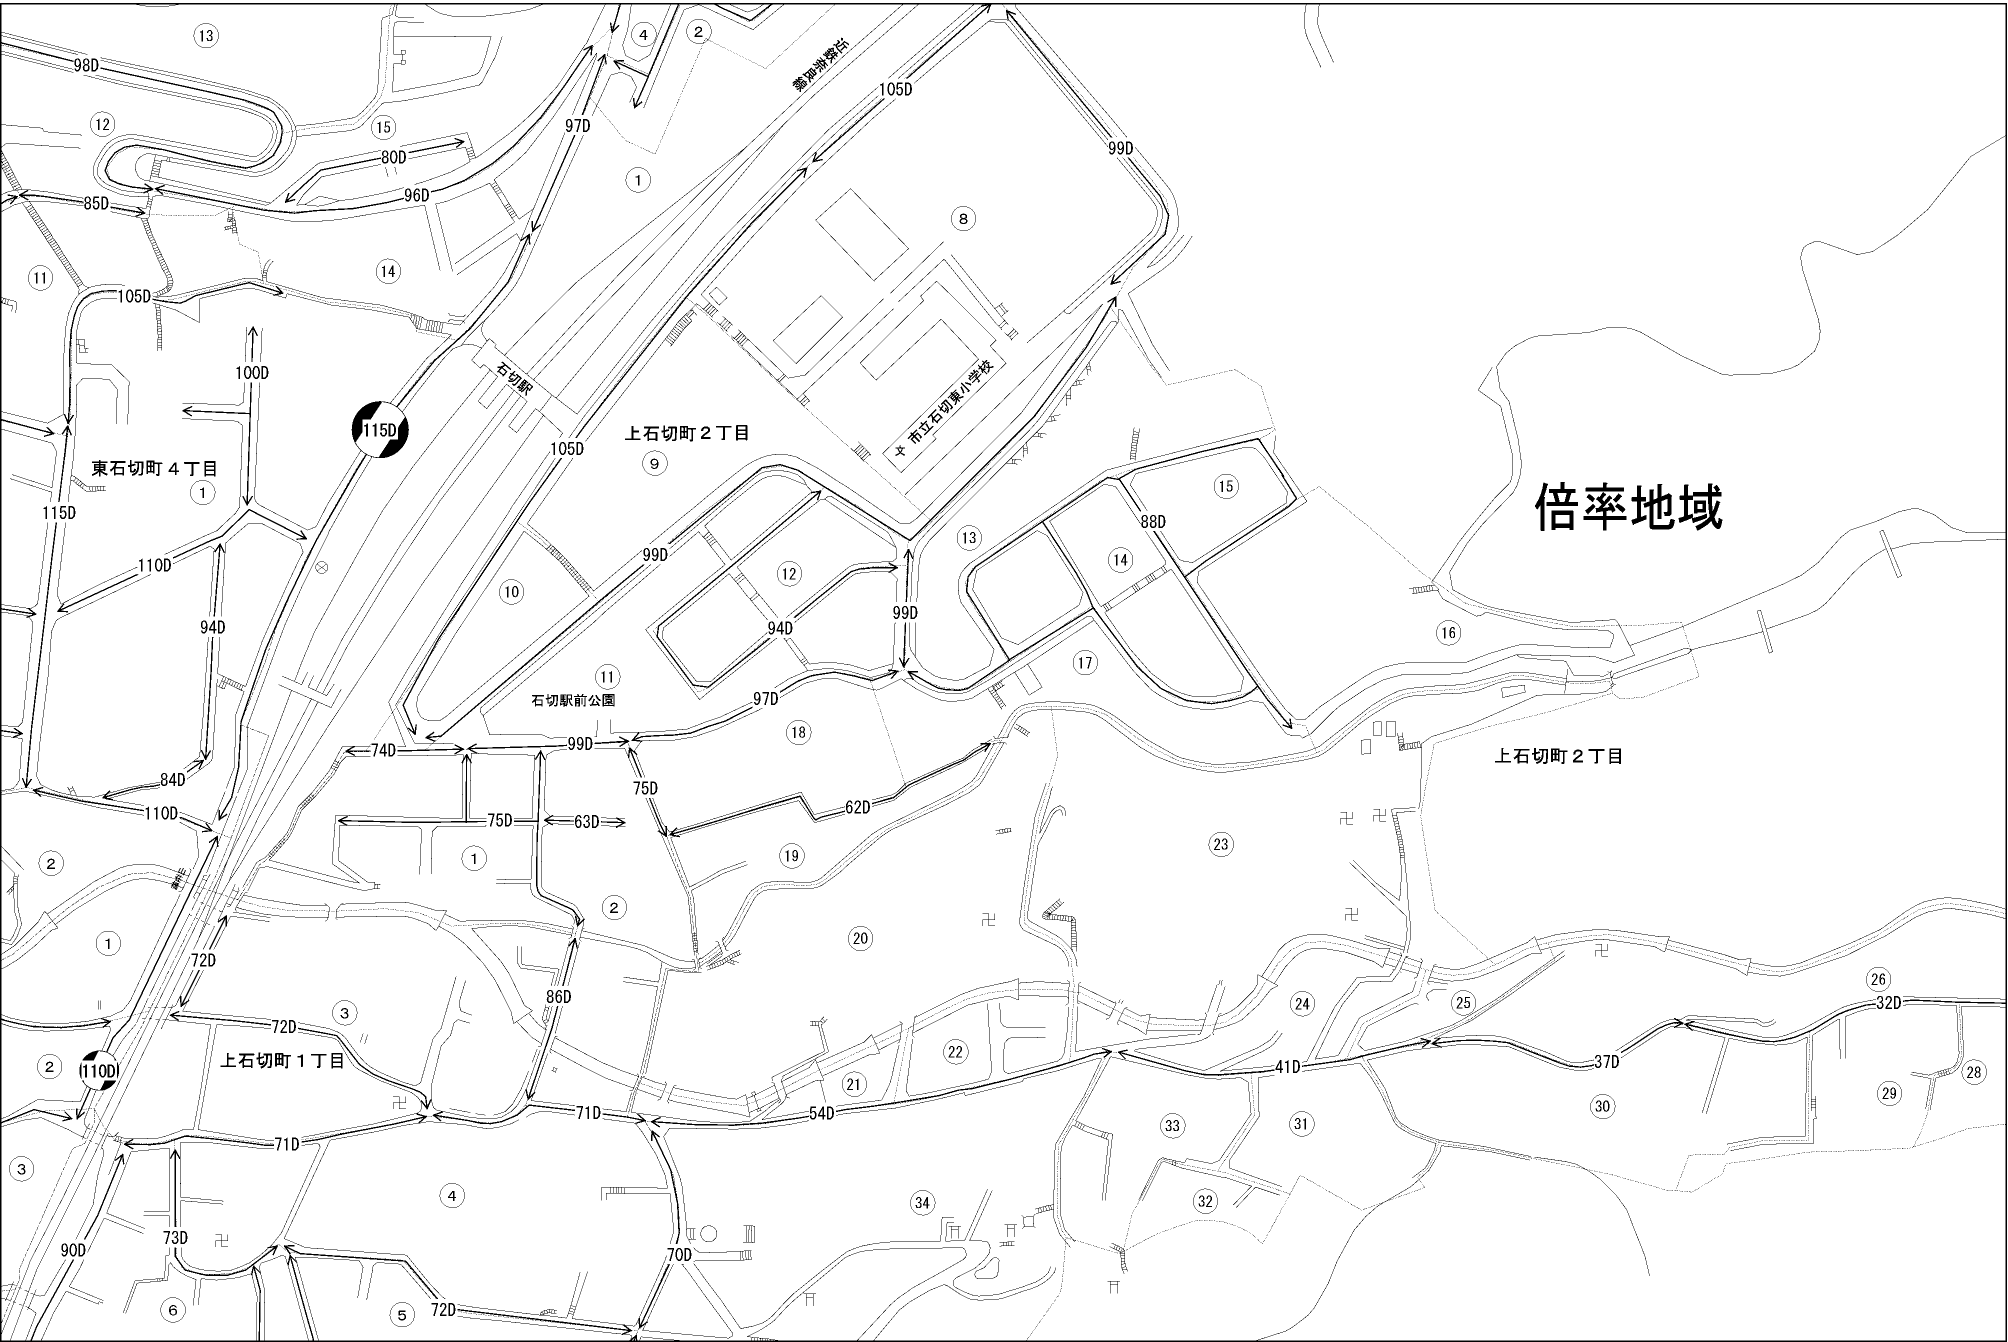 13
4
2
近鉄奈良線
98D
105D
12
15
97D
80D
99D
1
96D
85D
8
11
14
105D
100D
石切駅
市立石切東小学校
115D
105D
上石切町2丁目
9
東石切町4丁目
1
115D
15
倍率地域
88D
13
14
99D
110D
12
10
99D
94D
94D
16
17
11
石切駅前公園
97D
18
99D
74D
上石切町2丁目
84D
75D
110D
62D
75D
63D
23
1
19
2
2
20
1
72D
26
86D
24
25
32D
3
72D
22
上石切町1丁目
2
110D
41D
37D
28
21
29
30
71D
54D
33
31
71D
3
4
34
32
73D
90D
70D
6
5
72D